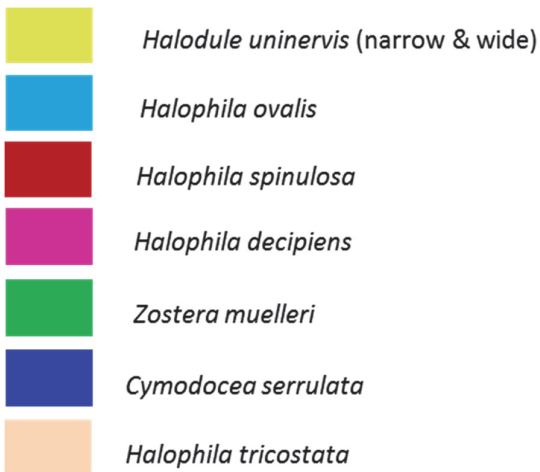 Halodule uninervis (narrow & wide)
Halophila ovalis
Halophila spinulosa
Halophila decipiens
Zostera muelleri
Cymodocea serrulata
Halophila tricostata